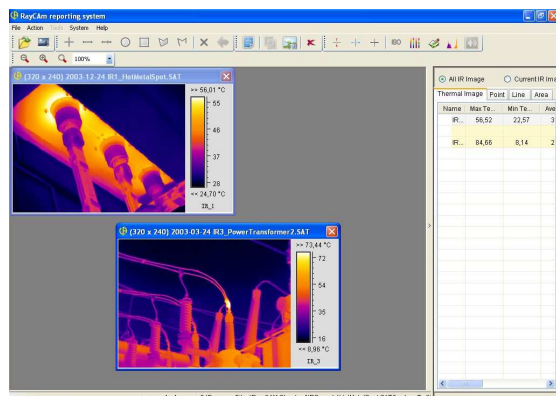 RayCAm reporting system
File Action Tools System Help
ISO
100%
(320 x 240) 2003-12-24 IR1_HotMetalSpot.SAT
>> 56,01 °C
55
46
37
28
<< 24,70 °C
IR_1
(320 x 240) 2003-03-24 IR3_PowerTransformer2.SAT
>> 73,44 °C
72
54
35
16
<< 8,96 °C
IR_3
All IR Image Current IR Ima
Thermal Image Point Line Area
Name Max Te... Min Te... Ave
IR... 56,52 22,57 3
IR... 84,66 8,14 2